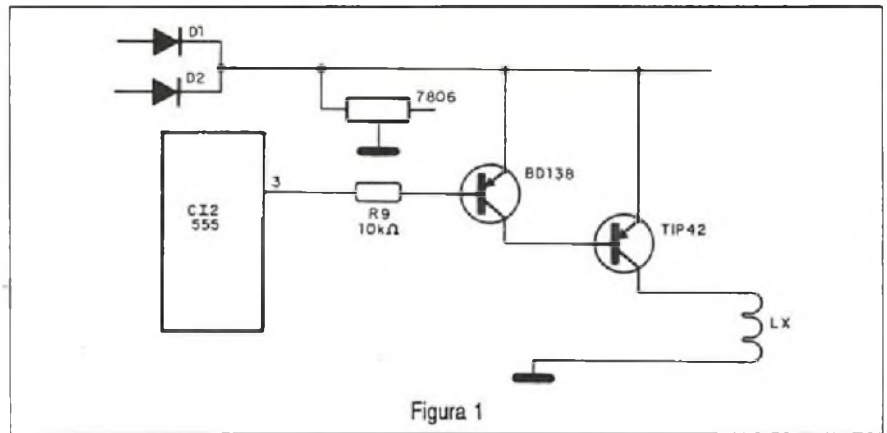 D1
D2
7806
3
CI2
555
R9
10kΩ
BD138
TIP42
LX
Figura 1